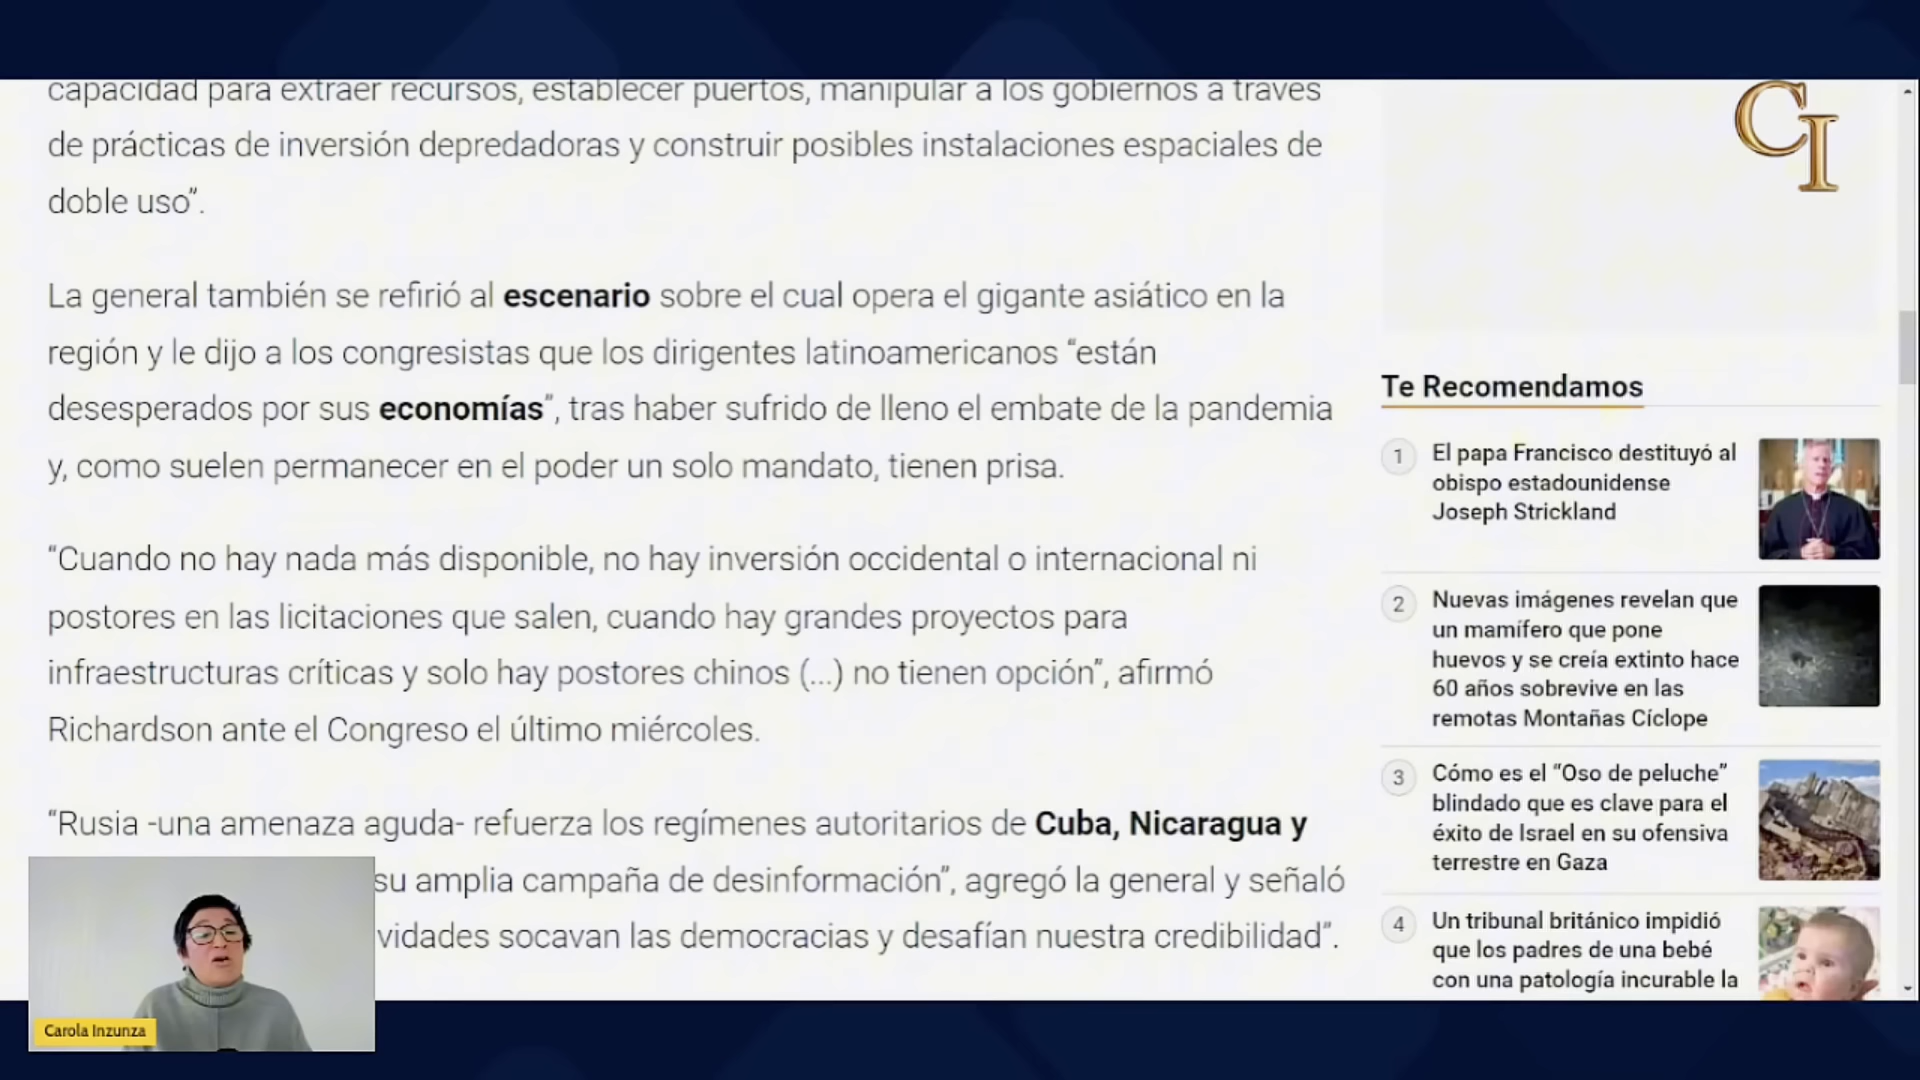 capacidad para extraer recursos, establecer puertos, manipular a los gobiernos a través
de prácticas de inversión depredadoras y construir posibles instalaciones espaciales de
doble uso”.
La general también se refirió al escenario sobre el cual opera el gigante asiático en la
región y le dijo a los congresistas que los dirigentes latinoamericanos “están
desesperados por sus economías”, tras haber sufrido de lleno el embate de la pandemia
y, como suelen permanecer en el poder un solo mandato, tienen prisa.
“Cuando no hay nada más disponible, no hay inversión occidental o internacional ni
postores en las licitaciones que salen, cuando hay grandes proyectos para
infraestructuras críticas y solo hay postores chinos (...) no tienen opción”, afirmó
Richardson ante el Congreso el último miércoles.
“Rusia -una amenaza aguda- refuerza los regímenes autoritarios de Cuba, Nicaragua y
su amplia campaña de desinformación”, agregó la general y señaló
vidades socavan las democracias y desafían nuestra credibilidad”.
Carola Inzunza
CI
Te Recomendamos
1
El papa Francisco destituyó al
obispo estadounidense
Joseph Strickland
2
Nuevas imágenes revelan que
un mamífero que pone
huevos y se creía extinto hace
60 años sobrevive en las
remotas Montañas Cíclope
3
Cómo es el “Oso de peluche”
blindado que es clave para el
éxito de Israel en su ofensiva
terrestre en Gaza
4
Un tribunal británico impidió
que los padres de una bebé
con una patología incurable la